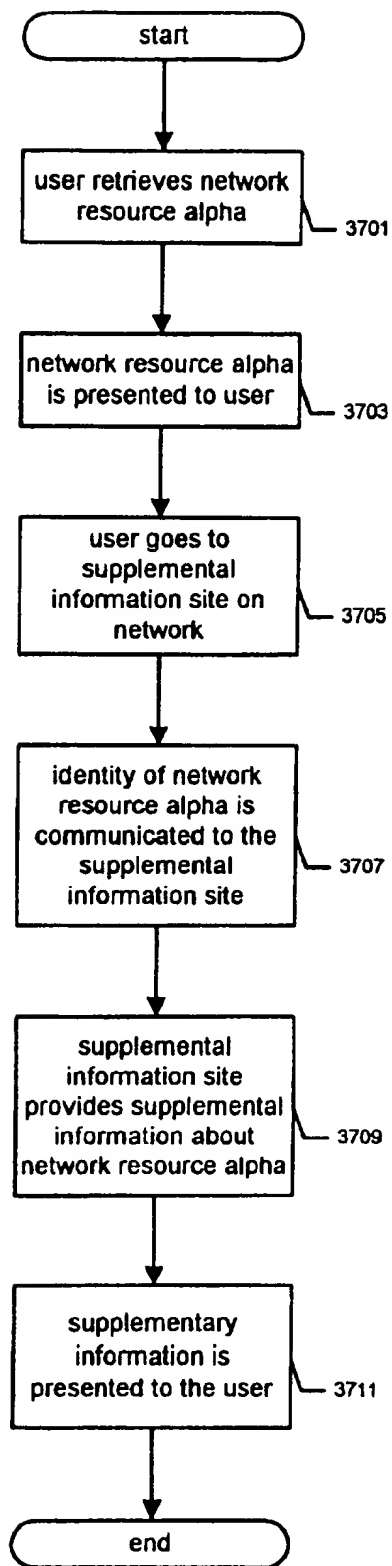 start
user retrieves network
resource alpha
3701
network resource alpha
is presented to user
3703
user goes to
supplemental
information site on
network
3705
identity of network
resource alpha is
communicated to the
supplemental
information site
3707
supplemental
information site
provides supplemental
information about
network resource alpha
3709
supplementary
information is
presented to the user
3711
end